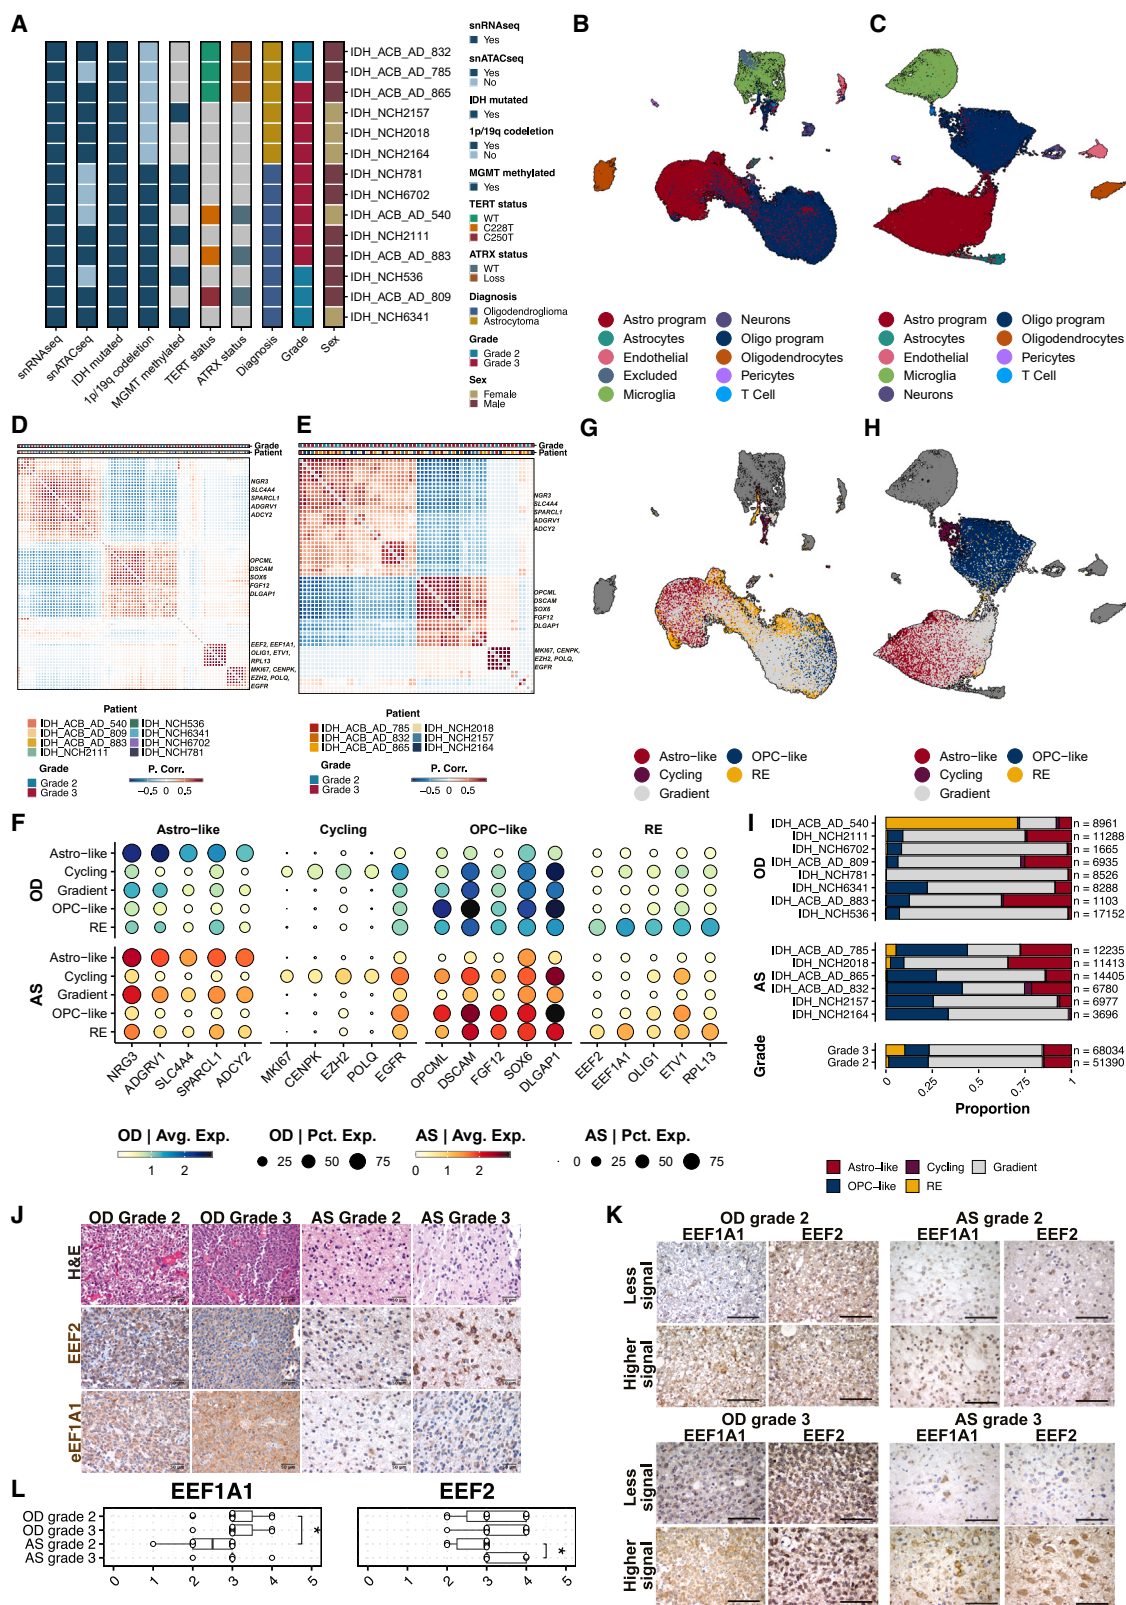 A
snRNAseq
Yes
snATACseq
Yes
No
IDH mutated
Yes
1p/19q codeletion
Yes
No
MGMT methylated
Yes
TERT status
WT
C228T
C250T
ATRX status
WT
Loss
Diagnosis
Oligodendroglioma
Astrocytoma
Grade
Grade 2
Grade 3
Sex
Female
Male
IDH_ACB_AD_832
IDH_ACB_AD_785
IDH_ACB_AD_865
IDH_NCH2157
IDH_NCH2018
IDH_NCH2164
IDH_NCH781
IDH_NCH6702
IDH_ACB_AD_540
IDH_NCH2111
IDH_ACB_AD_883
IDH_NCH536
IDH_ACB_AD_809
IDH_NCH6341
snRNAseq
snATACseq
IDH mutated
1p/19q codeletion
MGMT methylated
TERT status
ATRX status
Diagnosis
Grade
Sex
B
Astro program
Astrocytes
Endothelial
Excluded
Microglia
Neurons
Oligo program
Oligodendrocytes
Pericytes
T Cell
C
Astro program
Astrocytes
Endothelial
Microglia
Neurons
Oligo program
Oligodendrocytes
Pericytes
T Cell
D
Grade
Patient
NGR3
SLC4A4
SPARCL1
ADGRV1
ADCY2
OPCML
DSCAM
SOX6
FGF12
DLGAP1
EEF2, EEF1A1,
OLIG1, ETV1,
RPL13
MKI67, CENPK,
EZH2, POLQ,
EGFR
Patient
IDH_ACB_AD_540
IDH_ACB_AD_809
IDH_ACB_AD_883
IDH_NCH2111
IDH_NCH536
IDH_NCH6341
IDH_NCH6702
IDH_NCH781
Grade
Grade 2
Grade 3
P. Corr.
−0.5 0 0.5
E
Grade
Patient
NGR3
SLC4A4
SPARCL1
ADGRV1
ADCY2
OPCML
DSCAM
SOX6
FGF12
DLGAP1
MKI67, CENPK,
EZH2, POLQ,
EGFR
Patient
IDH_ACB_AD_785
IDH_ACB_AD_832
IDH_ACB_AD_865
IDH_NCH2018
IDH_NCH2157
IDH_NCH2164
Grade
Grade 2
Grade 3
P. Corr.
−0.5 0 0.5
G
Astro−like
Cycling
Gradient
OPC−like
RE
H
Astro−like
Cycling
Gradient
OPC−like
RE
F
Astro−like Cycling OPC−like RE
OD
Astro−like
Cycling
Gradient
OPC−like
RE
AS
Astro−like
Cycling
Gradient
OPC−like
RE
NRG3
ADGRV1
SLC4A4
SPARCL1
ADCY2
MKI67
CENPK
EZH2
POLQ
EGFR
OPCML
DSCAM
FGF12
SOX6
DLGAP1
EEF2
EEF1A1
OLIG1
ETV1
RPL13
OD | Avg. Exp.
1 2
OD | Pct. Exp.
25 50 75
AS | Avg. Exp.
0 1 2
AS | Pct. Exp.
0 25 50 75
I
OD
IDH_ACB_AD_540 n = 8961
IDH_NCH2111 n = 11288
IDH_NCH6702 n = 1665
IDH_ACB_AD_809 n = 6935
IDH_NCH781 n = 8526
IDH_NCH6341 n = 8288
IDH_ACB_AD_883 n = 1103
IDH_NCH536 n = 17152
AS
IDH_ACB_AD_785 n = 12235
IDH_NCH2018 n = 11413
IDH_ACB_AD_865 n = 14405
IDH_ACB_AD_832 n = 6780
IDH_NCH2157 n = 6977
IDH_NCH2164 n = 3696
Grade
Grade 3 n = 68034
Grade 2 n = 51390
0 0.25 0.5 0.75 1
Proportion
Astro−like
Cycling
Gradient
OPC−like
RE
J
OD Grade 2 OD Grade 3 AS Grade 2 AS Grade 3
H&E
EEF2
eEF1A1
K
OD grade 2 AS grade 2
EEF1A1 EEF2 EEF1A1 EEF2
Less signal
Higher signal
OD grade 3 AS grade 3
EEF1A1 EEF2 EEF1A1 EEF2
Less signal
Higher signal
L
EEF1A1 EEF2
OD grade 2
OD grade 3
AS grade 2
AS grade 3
*
*
0 1 2 3 4 5
0 1 2 3 4 5